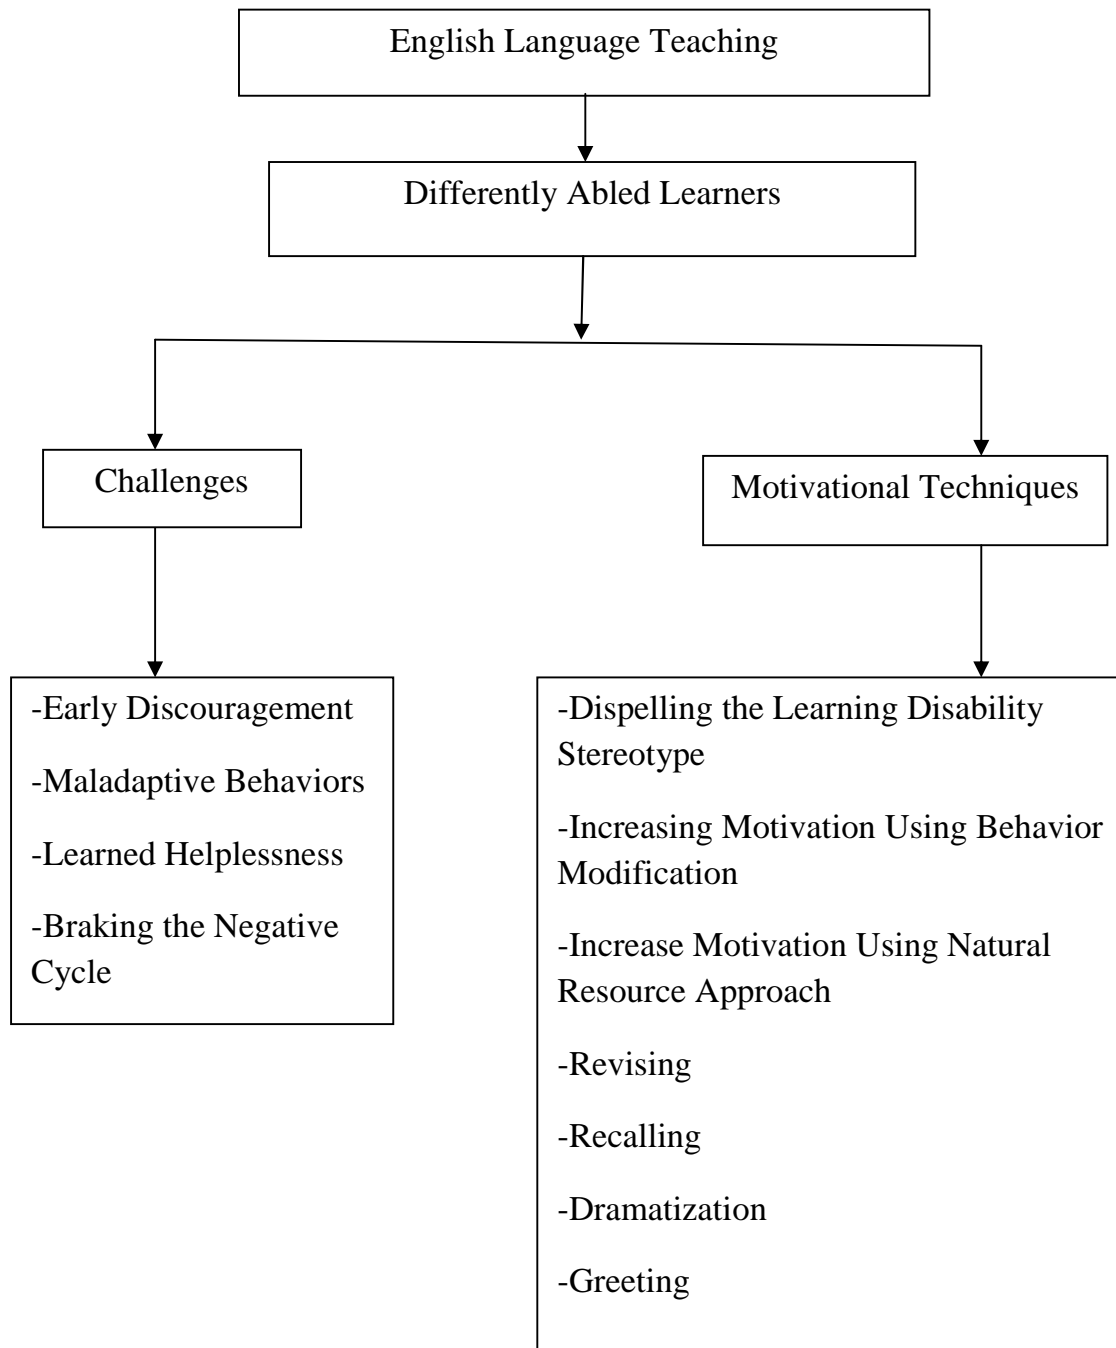 English Language Teaching
Differently Abled Learners
Challenges
Motivational Techniques
-Early Discouragement
-Maladaptive Behaviors
-Learned Helplessness
-Braking the Negative
Cycle
-Dispelling the Learning Disability
Stereotype
-Increasing Motivation Using Behavior
Modification
-Increase Motivation Using Natural
Resource Approach
-Revising
-Recalling
-Dramatization
-Greeting